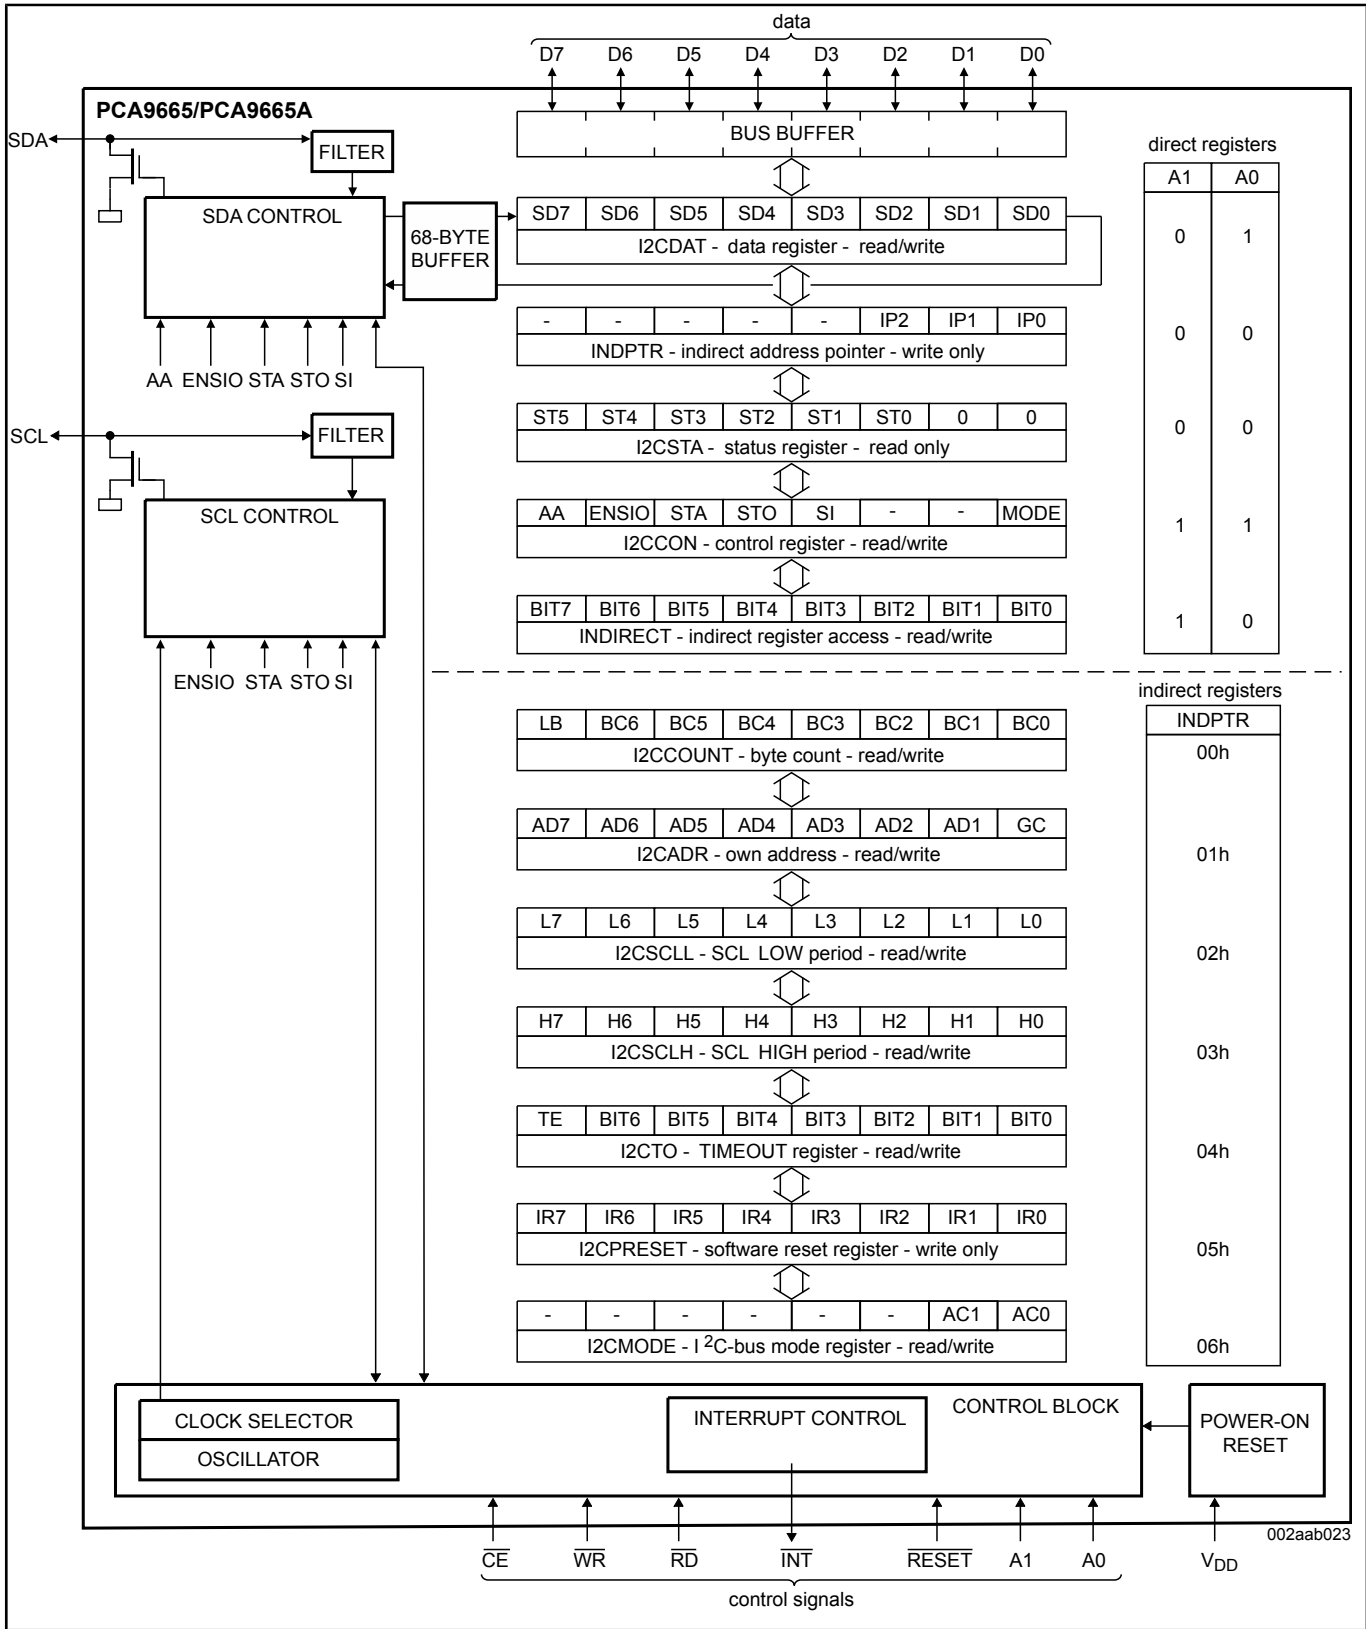 data
D7 D6 D5 D4 D3 D2 D1 D0
PCA9665/PCA9665A
BUS BUFFER
SDA
FILTER
SDA CONTROL
68-BYTE
BUFFER
AA ENSIO STA STO SI
SCL
FILTER
SCL CONTROL
ENSIO STA STO SI
SD7 SD6 SD5 SD4 SD3 SD2 SD1 SD0
I2CDAT - data register - read/write
- - - - - IP2 IP1 IP0
INDPTR - indirect address pointer - write only
ST5 ST4 ST3 ST2 ST1 ST0 0 0
I2CSTA - status register - read only
AA ENSIO STA STO SI - - MODE
I2CCON - control register - read/write
BIT7 BIT6 BIT5 BIT4 BIT3 BIT2 BIT1 BIT0
INDIRECT - indirect register access - read/write
direct registers
A1 A0
0 1
0 0
0 0
1 1
1 0
LB BC6 BC5 BC4 BC3 BC2 BC1 BC0
I2CCOUNT - byte count - read/write
AD7 AD6 AD5 AD4 AD3 AD2 AD1 GC
I2CADR - own address - read/write
L7 L6 L5 L4 L3 L2 L1 L0
I2CSCLL - SCL LOW period - read/write
H7 H6 H5 H4 H3 H2 H1 H0
I2CSCLH - SCL HIGH period - read/write
TE BIT6 BIT5 BIT4 BIT3 BIT2 BIT1 BIT0
I2CTO - TIMEOUT register - read/write
IR7 IR6 IR5 IR4 IR3 IR2 IR1 IR0
I2CPRESET - software reset register - write only
- - - - - - AC1 AC0
I2CMODE - I 2C-bus mode register - read/write
indirect registers
INDPTR
00h
01h
02h
03h
04h
05h
06h
CLOCK SELECTOR
OSCILLATOR
INTERRUPT CONTROL
CONTROL BLOCK
POWER-ON
RESET
002aab023
CE WR RD INT RESET A1 A0 VDD
control signals